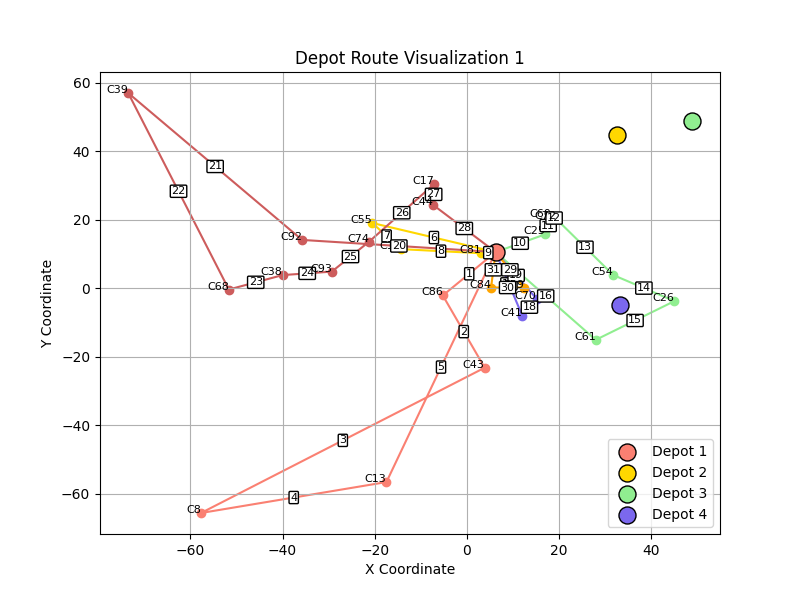 Depot Route Visualization 1
Y Coordinate
60
40
20
0
−20
−40
−60
C39
21
22
C17
27
C44
26
28
C55
7
6
C92
C74
20
8
C81
9
10
C25
11
12
13
25
C93
24
C38
23
C68
1
31
29
30
C84
C86
C70
16
18
C41
C54
14
C26
15
C61
2
5
C43
3
C13
4
C8
Depot 1
Depot 2
Depot 3
Depot 4
−60
−40
−20
0
20
40
X Coordinate